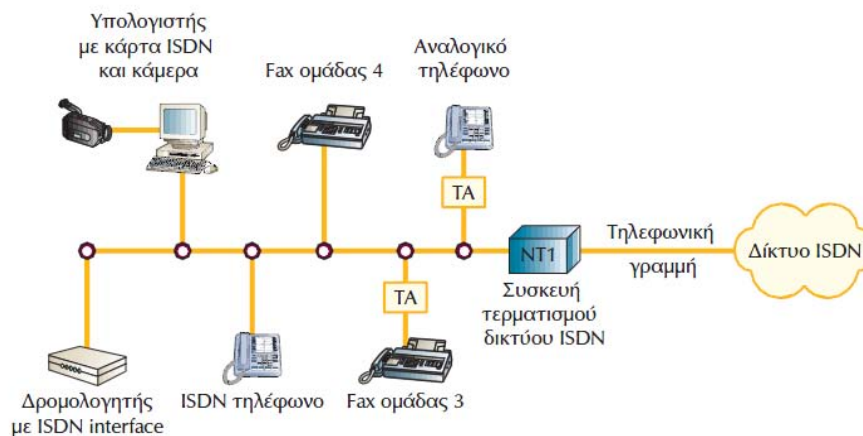 Υπολογιστής
με κάρτα ISDN
και κάμερα
Fax ομάδας 4
Αναλογικό
τηλέφωνο
TA
NT1
Τηλεφωνική
γραμμή
Δίκτυο ISDN
TA
Συσκευή
τερματισμού
δικτύου ISDN
Δρομολογητής
με ISDN interface
ISDN τηλέφωνο
Fax ομάδας 3